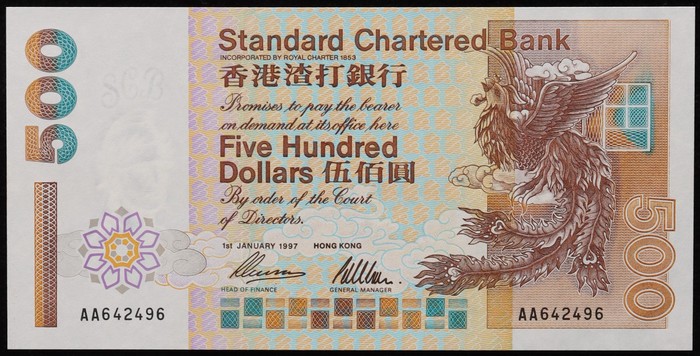 500
Standard Chartered Bank
INCORPORATED BY ROYAL CHARTER 1853
香港渣打銀行
Promises to pay the bearer
on demand, at its office here
Five Hundred
Dollars 伍佰圓
By order of the Court
of Directors.
1st JANUARY 1997 HONG KONG
HEAD OF FINANCE GENERAL MANAGER
AA642496 AA642496
500